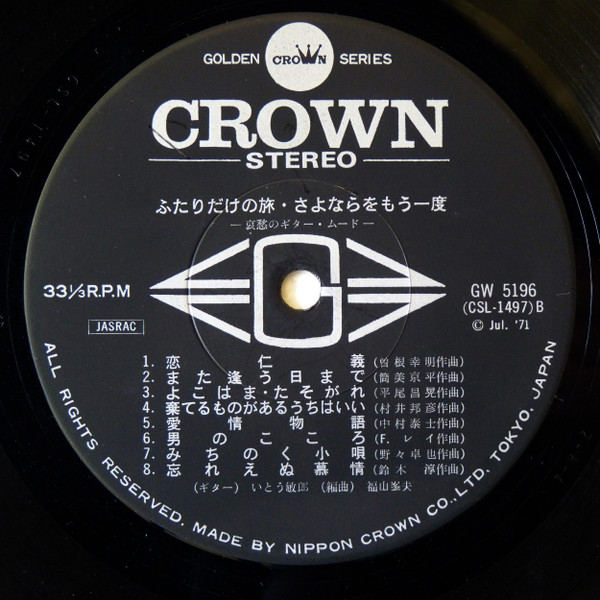 GOLDEN CROWN SERIES
CROWN
STEREO
ふたりだけの旅・さよならをもう一度
― 哀愁のギター・ムード ―
G
33⅓R.P.M
GW 5196
(CSL-1497)B
JASRAC
© Jul. '71
1. 恋仁義 (曽根幸明作曲)
2. また逢う日まで (筒美京平作曲)
3. よこはま・たそがれ (平尾昌晃作曲)
4. 棄てるものがあるうちはいい (村井邦彦作曲)
5. 愛情物語 (中村泰士作曲)
6. 男のこころ (F. レイ作曲)
7. みちのく小唄 (野々卓也作曲)
8. 忘れえぬ慕情 (鈴木淳作曲)
(ギター) いとう敏郎 (編曲) 福山峯夫
ALL RIGHTS RESERVED. MADE BY NIPPON CROWN CO.,LTD. TOKYO, JAPAN